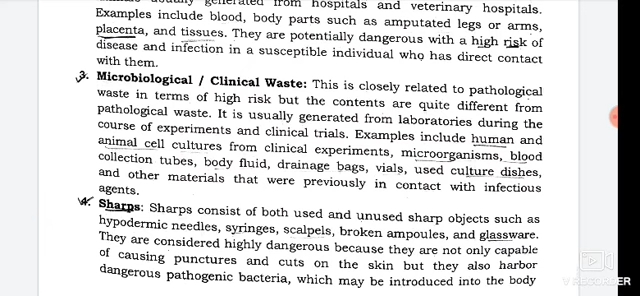 usually generated from hospitals and veterinary hospitals.
Examples include blood, body parts such as amputated legs or arms,
placenta, and tissues. They are potentially dangerous with a high risk of
disease and infection in a susceptible individual who has direct contact
with them.
3. Microbiological / Clinical Waste: This is closely related to pathological
waste in terms of high risk but the contents are quite different from
pathological waste. It is usually generated from laboratories during the
course of experiments and clinical trials. Examples include human and
animal cell cultures from clinical experiments, microorganisms, blood
collection tubes, body fluid, drainage bags, vials, used culture dishes,
and other materials that were previously in contact with infectious
agents.
4. Sharps: Sharps consist of both used and unused sharp objects such as
hypodermic needles, syringes, scalpels, broken ampoules, and glassware.
They are considered highly dangerous because they are not only capable
of causing punctures and cuts on the skin but they also harbor
dangerous pathogenic bacteria, which may be introduced into the body
V RECORDER